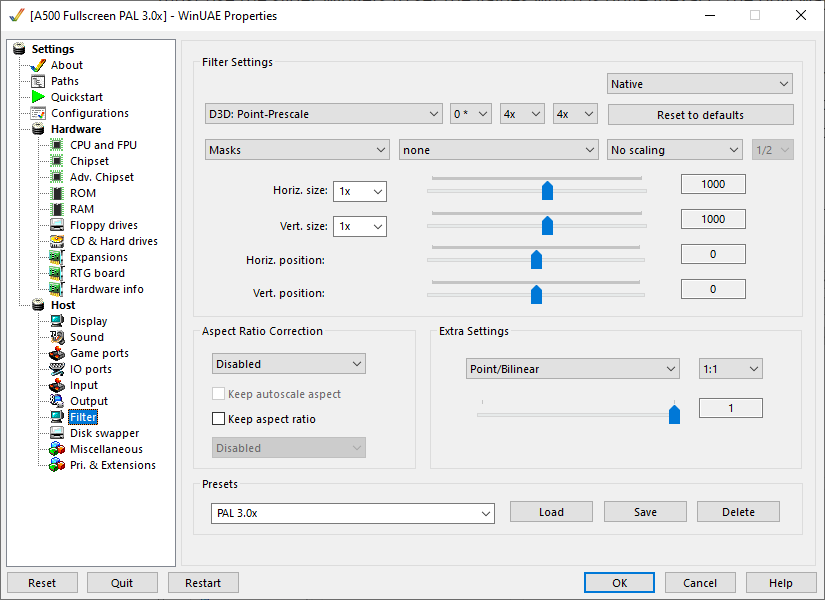 [A500 Fullscreen PAL 3.0x] - WinUAE Properties
Settings
About
Paths
Quickstart
Configurations
Hardware
CPU and FPU
Chipset
Adv. Chipset
ROM
RAM
Floppy drives
CD & Hard drives
Expansions
RTG board
Hardware info
Host
Display
Sound
Game ports
IO ports
Input
Output
Filter
Disk swapper
Miscellaneous
Pri. & Extensions
Filter Settings
Native
D3D: Point-Prescale 0 * 4x 4x Reset to defaults
Masks none No scaling 1/2
Horiz. size: 1x 1000
Vert. size: 1x 1000
Horiz. position: 0
Vert. position: 0
Aspect Ratio Correction
Disabled
Keep autoscale aspect
Keep aspect ratio
Disabled
Extra Settings
Point/Bilinear 1:1
1
Presets
PAL 3.0x Load Save Delete
Reset Quit Restart OK Cancel Help